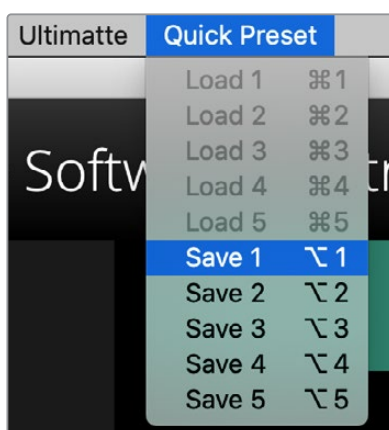 Ultimatte Quick Preset
Load 1 ⌘1
Load 2 ⌘2
Load 3 ⌘3
Load 4 ⌘4
Load 5 ⌘5
Save 1 ⌥1
Save 2 ⌥2
Save 3 ⌥3
Save 4 ⌥4
Save 5 ⌥5